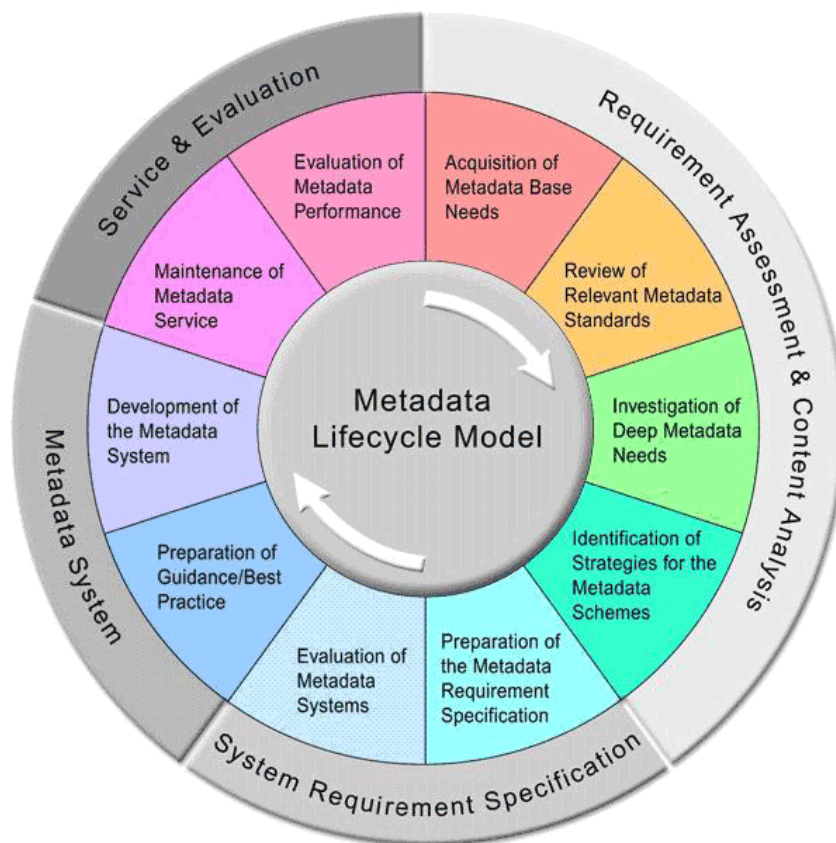 Service & Evaluation
Requirement Assessment & Content Analysis
System Requirement Specification
Metadata System
Acquisition of
Metadata Base
Needs
Review of
Relevant Metadata
Standards
Investigation of
Deep Metadata
Needs
Identification of
Strategies for the
Metadata
Schemes
Preparation of
the Metadata
Requirement
Specification
Evaluation of
Metadata
Systems
Preparation of
Guidance/Best
Practice
Development of
the Metadata
System
Maintenance of
Metadata
Service
Evaluation of
Metadata
Performance
Metadata
Lifecycle Model